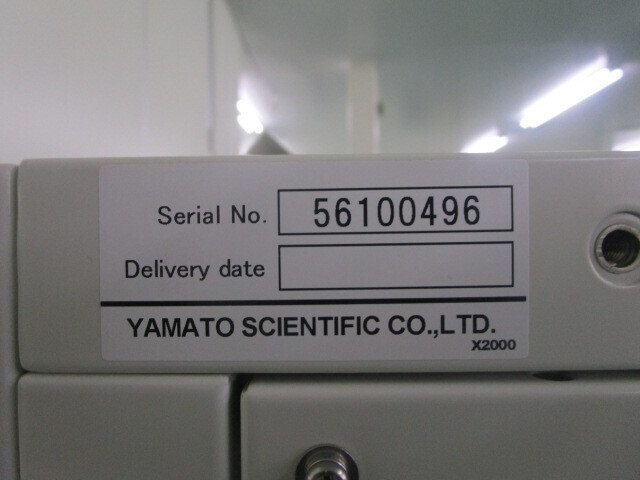 Serial No. 56100496
Delivery date
YAMATO SCIENTIFIC CO.,LTD.
X2000